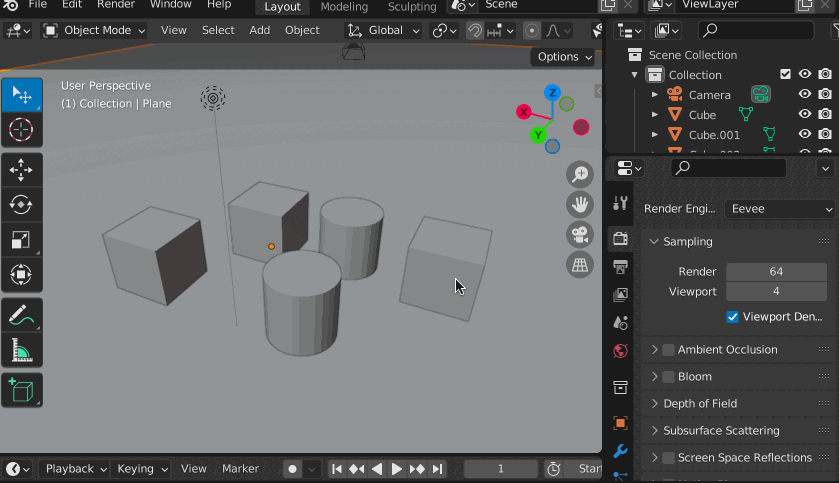 File Edit Render Window Help Layout Modeling Sculpting Scene ViewLayer
Object Mode View Select Add Object Global
Options
User Perspective
(1) Collection | Plane
Z
X
Y
Scene Collection
Collection
Camera
Cube
Cube.001
Render Engi... Eevee
Sampling
Render 64
Viewport 4
Viewport Den...
Ambient Occlusion
Bloom
Depth of Field
Subsurface Scattering
Screen Space Reflections
Playback Keying View Marker 1 Start